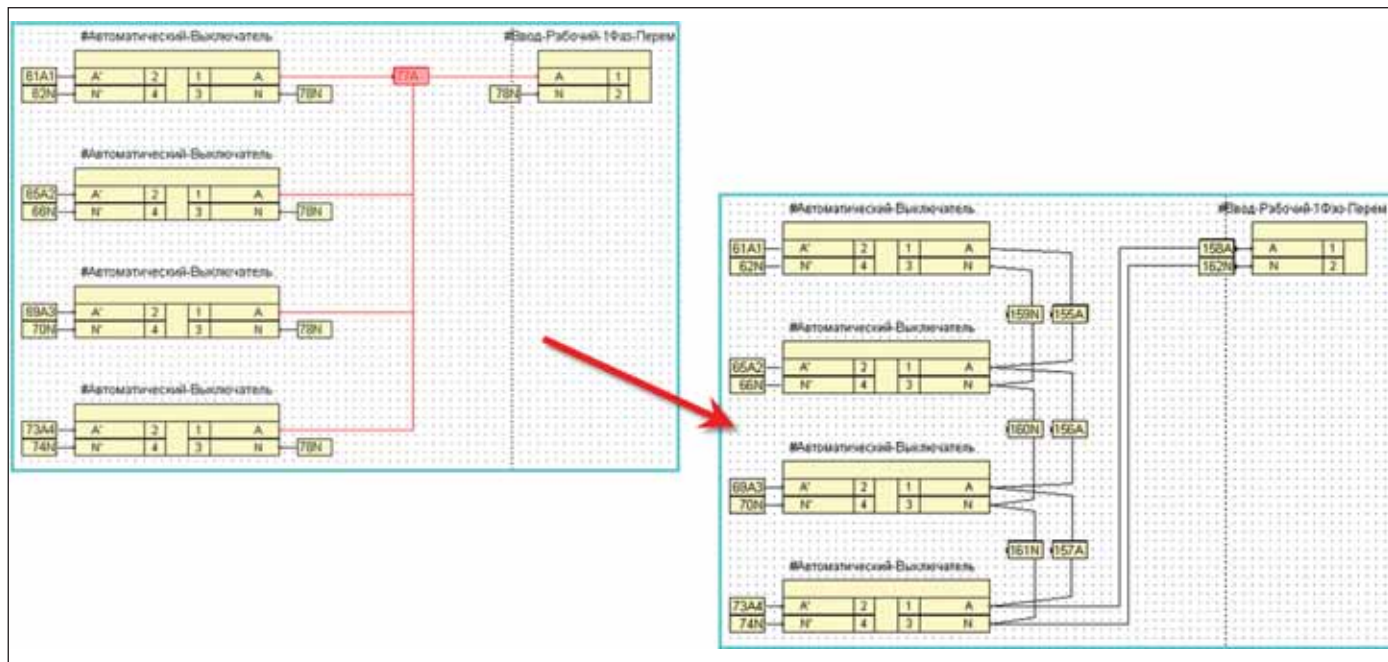 #Автоматический-Выключатель #Ввод-Рабочий-1Фаз-Перем
61A1 A' 2 1 A 77A A 1
62N N' 4 3 N 78N 78N N 2
#Автоматический-Выключатель
65A2 A' 2 1 A
66N N' 4 3 N 78N
#Автоматический-Выключатель
69A3 A' 2 1 A
70N N' 4 3 N 78N
#Автоматический-Выключатель
73A4 A' 2 1 A
74N N' 4 3 N 78N
#Автоматический-Выключатель #Ввод-Рабочий-1Фаз-Перем
61A1 A' 2 1 A 158A A 1
62N N' 4 3 N 162N N 2
159N 155A
#Автоматический-Выключатель
65A2 A' 2 1 A
66N N' 4 3 N
160N 156A
#Автоматический-Выключатель
69A3 A' 2 1 A
70N N' 4 3 N
161N 157A
#Автоматический-Выключатель
73A4 A' 2 1 A
74N N' 4 3 N